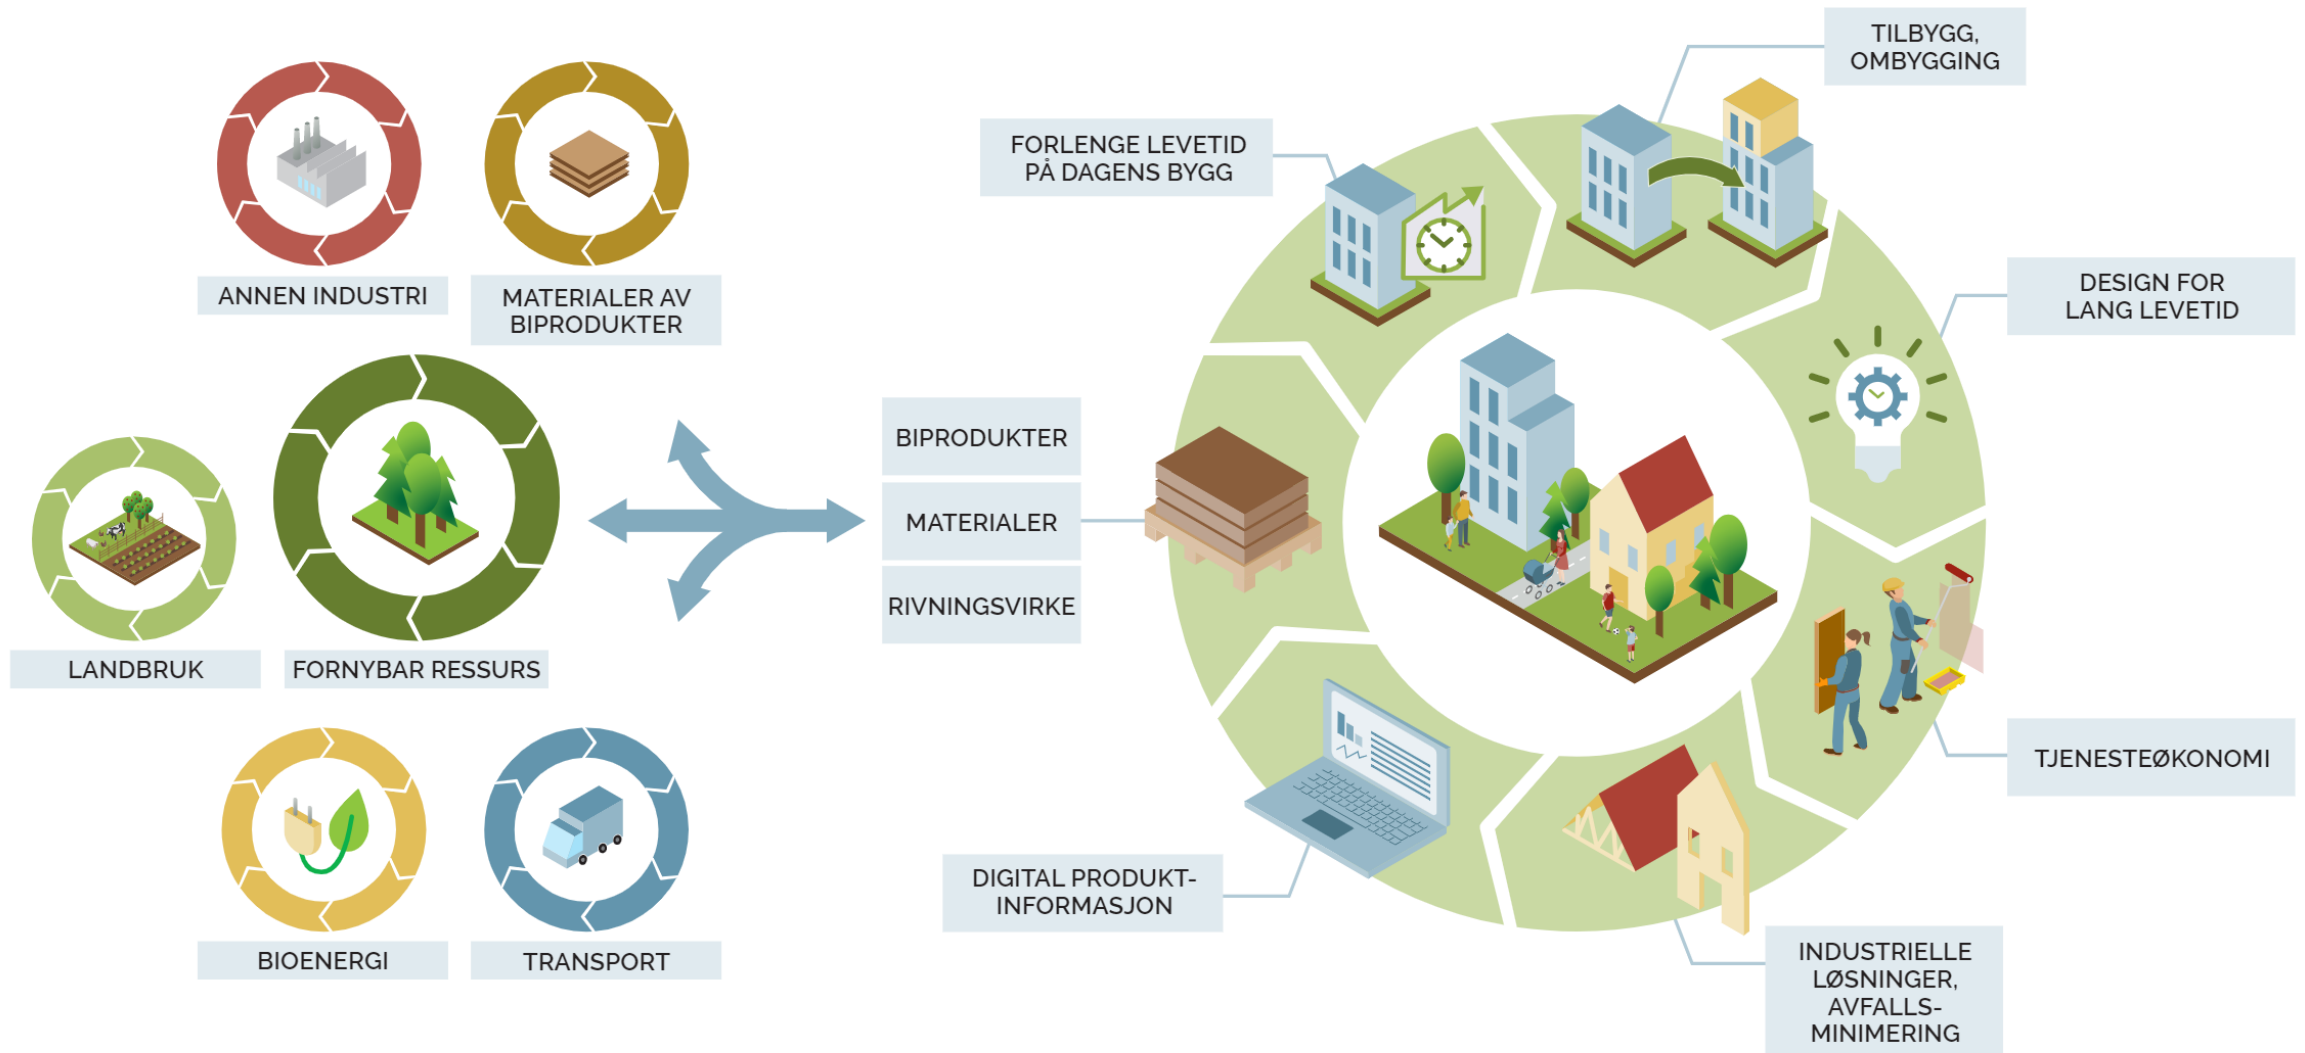 ANNEN INDUSTRI
MATERIALER AV
BIPRODUKTER
LANDBRUK
FORNYBAR RESSURS
BIOENERGI
TRANSPORT
BIPRODUKTER
MATERIALER
RIVNINGSVIRKE
FORLENGE LEVETID
PÅ DAGENS BYGG
TILBYGG,
OMBYGGING
DESIGN FOR
LANG LEVETID
TJENESTEØKONOMI
INDUSTRIELLE
LØSNINGER,
AVFALLS-
MINIMERING
DIGITAL PRODUKT-
INFORMASJON